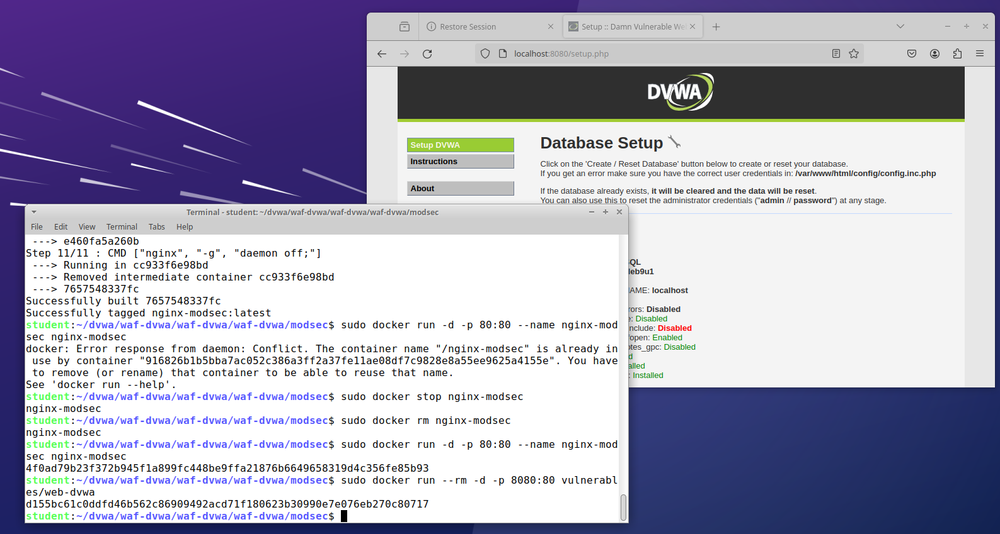 Restore Session
Setup :: Damn Vulnerable We
localhost:8080/setup.php
DVWA
Setup DVWA
Instructions
About
Database Setup
Click on the 'Create / Reset Database' button below to create or reset your database.
If you get an error make sure you have the correct user credentials in: /var/www/html/config/config.inc.php
If the database already exists, it will be cleared and the data will be reset.
You can also use this to reset the administrator credentials ("admin // password") at any stage.
SQL
deb9u1
NAME: localhost
rors: Disabled
e: Disabled
nclude: Disabled
fopen: Enabled
otes_gpc: Disabled
d
alled
: Installed
Terminal - student: ~/dvwa/waf-dvwa/waf-dvwa/waf-dvwa/modsec
File Edit View Terminal Tabs Help
---> e460fa5a260b
Step 11/11 : CMD ["nginx", "-g", "daemon off;"]
---> Running in cc933f6e98bd
---> Removed intermediate container cc933f6e98bd
---> 7657548337fc
Successfully built 7657548337fc
Successfully tagged nginx-modsec:latest
student:~/dvwa/waf-dvwa/waf-dvwa/waf-dvwa/modsec$ sudo docker run -d -p 80:80 --name nginx-mod
sec nginx-modsec
docker: Error response from daemon: Conflict. The container name "/nginx-modsec" is already in
use by container "916826b1b5bba7ac052c386a3ff2a37fe11ae08df7c9828e8a55ee9625a4155e". You have
to remove (or rename) that container to be able to reuse that name.
See 'docker run --help'.
student:~/dvwa/waf-dvwa/waf-dvwa/waf-dvwa/modsec$ sudo docker stop nginx-modsec
nginx-modsec
student:~/dvwa/waf-dvwa/waf-dvwa/waf-dvwa/modsec$ sudo docker rm nginx-modsec
nginx-modsec
student:~/dvwa/waf-dvwa/waf-dvwa/waf-dvwa/modsec$ sudo docker run -d -p 80:80 --name nginx-mod
sec nginx-modsec
4f0ad79b23f372b945f1a899fc448be9ffa21876b6649658319d4c356fe85b93
student:~/dvwa/waf-dvwa/waf-dvwa/waf-dvwa/modsec$ sudo docker run --rm -d -p 8080:80 vulnerabl
es/web-dvwa
d155bc61c0ddfd46b562c86909492acd71f180623b30990e7e076eb270c80717
student:~/dvwa/waf-dvwa/waf-dvwa/waf-dvwa/modsec$